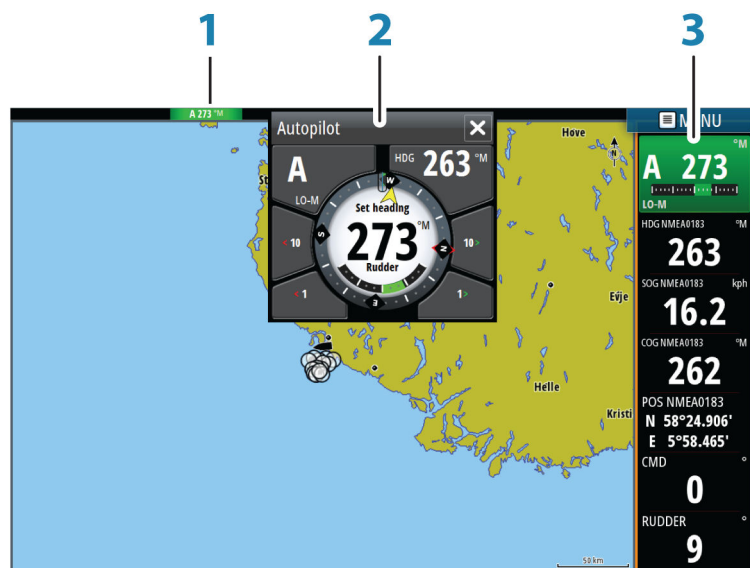 1 2 3
A 273 °M
MENU
Autopilot
A
LO-M
HDG 263 °M
W
Set heading
273 °M
Rudder
S
N
E
< 10
10 >
< 1
1 >
Hove
N
Evje
Helle
Kristi
50 km
°M
A 273
LO-M
HDG NMEA0183 °M
263
SOG NMEA0183 kph
16.2
COG NMEA0183 °M
262
POS NMEA0183
N 58°24.906'
E 5°58.465'
CMD °
0
RUDDER °
9